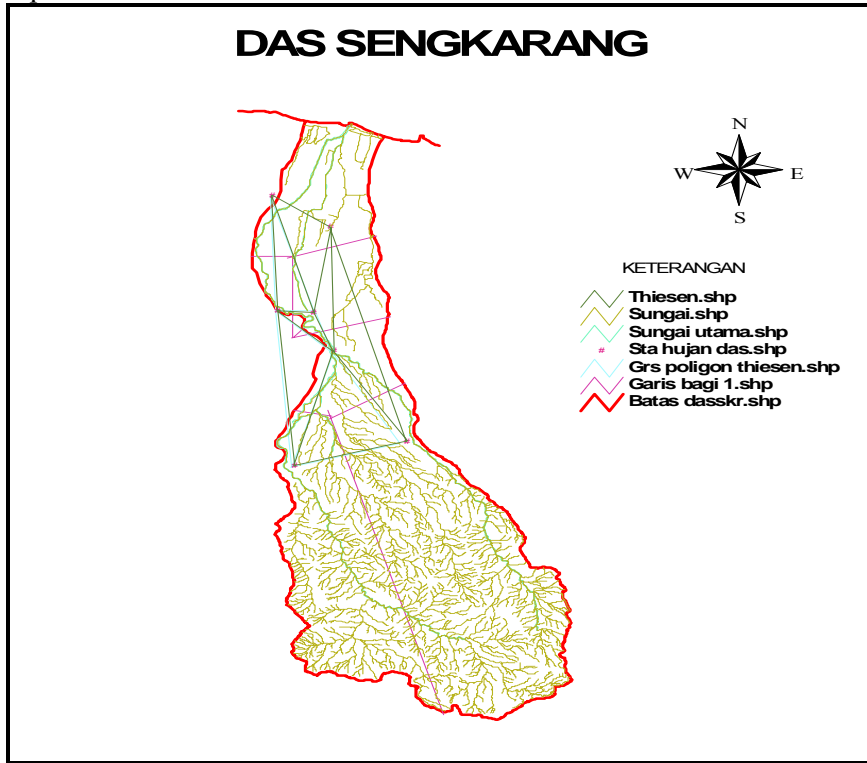 DAS SENGKARANG
N
W E
S
KETERANGAN
Thiesen.shp
Sungai.shp
Sungai utama.shp
# Sta hujan das.shp
Grs poligon thiesen.shp
Garis bagi 1.shp
Batas dasskr.shp